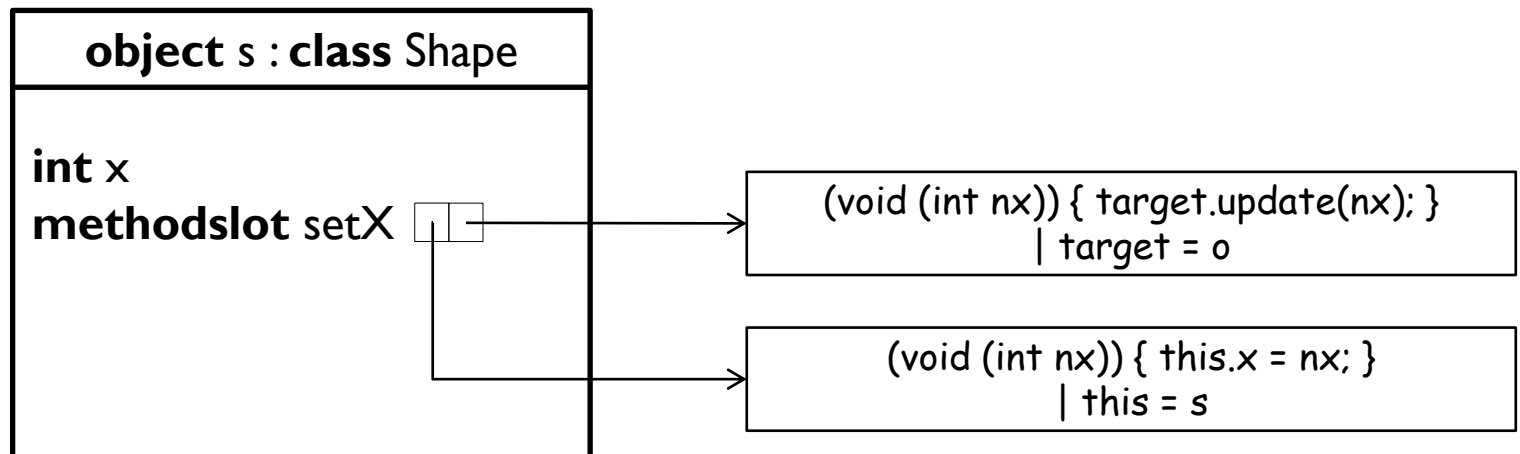 object s : class Shape
int x
methodslot setX
(void (int nx)) { target.update(nx); }
| target = o
(void (int nx)) { this.x = nx; }
| this = s